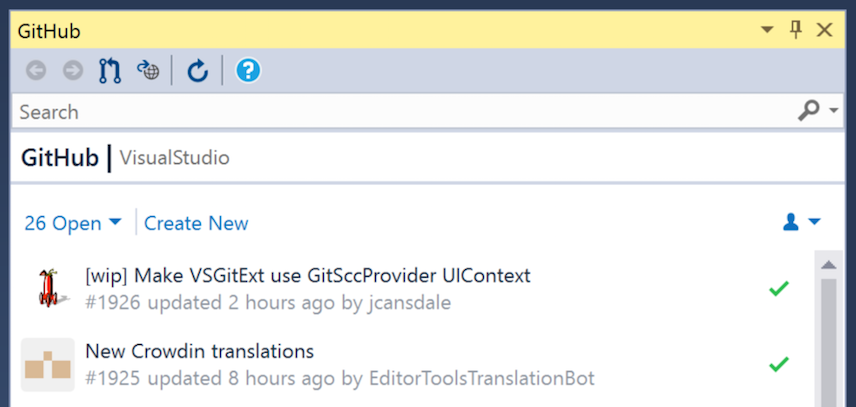 GitHub
?
Search
GitHub | VisualStudio
26 Open Create New
[wip] Make VSGitExt use GitSccProvider UIContext
#1926 updated 2 hours ago by jcansdale
New Crowdin translations
#1925 updated 8 hours ago by EditorToolsTranslationBot